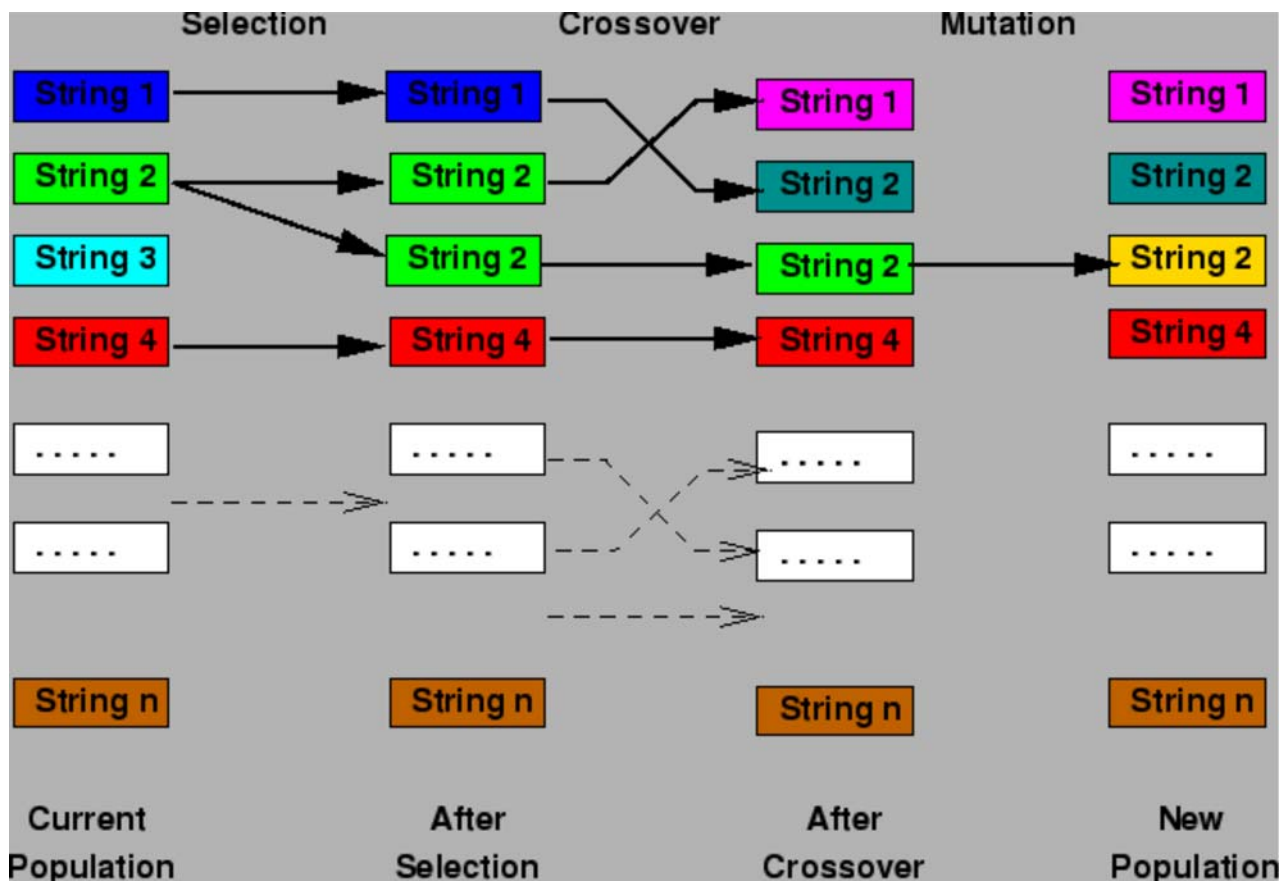 Selection Crossover Mutation
String 1 String 1 String 1 String 1
String 2 String 2 String 2 String 2
String 3 String 2 String 2 String 2
String 4 String 4 String 4 String 4
..... ..... ..... .....
..... ..... ..... .....
String n String n String n String n
Current After After New
Population Selection Crossover Population